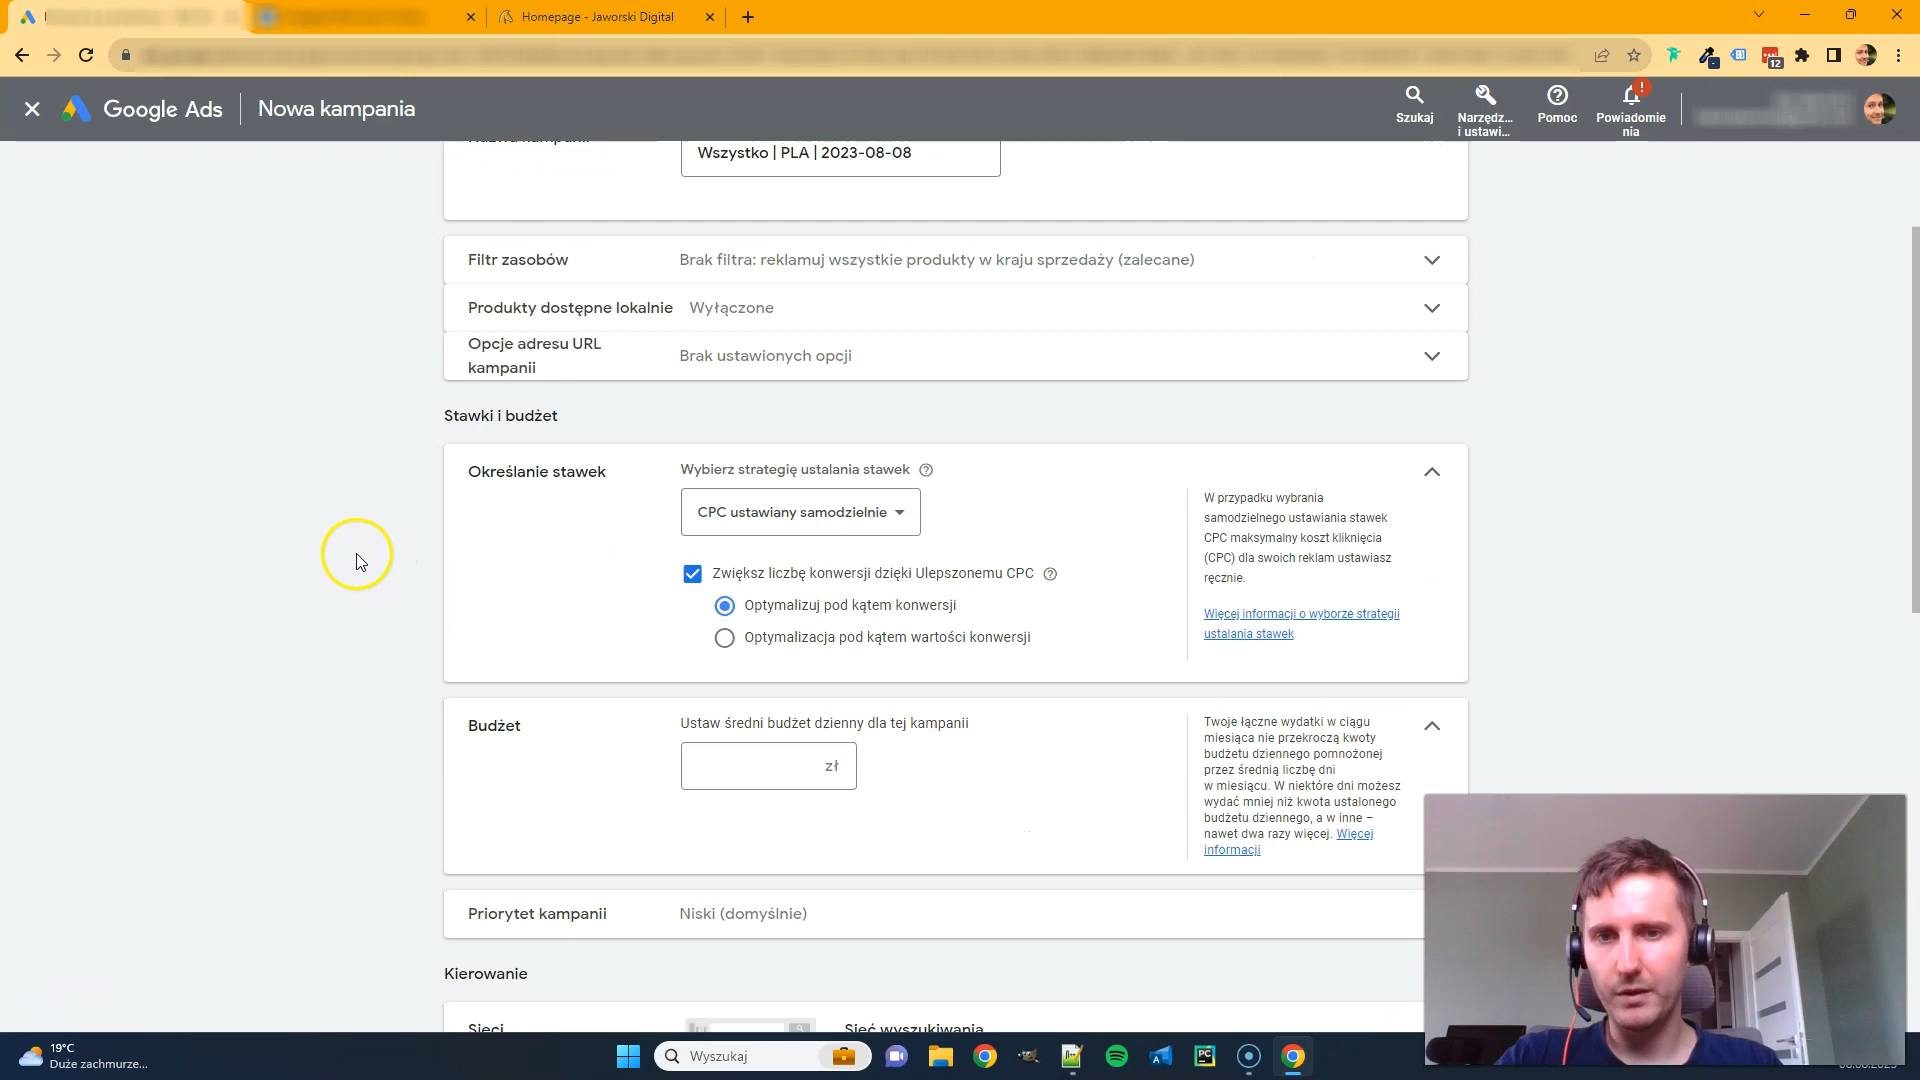 Homepage - Jaworski Digital
12
Google Ads
Nowa kampania
Szukaj
Narzędz...
i ustawi...
Pomoc
Powiadomie
nia
Wszystko | PLA | 2023-08-08
Filtr zasobów
Brak filtra: reklamuj wszystkie produkty w kraju sprzedaży (zalecane)
Produkty dostępne lokalnie
Wyłączone
Opcje adresu URL
kampanii
Brak ustawionych opcji
Stawki i budżet
Określanie stawek
Wybierz strategię ustalania stawek
CPC ustawiany samodzielnie
Zwiększ liczbę konwersji dzięki Ulepszonemu CPC
Optymalizuj pod kątem konwersji
Optymalizacja pod kątem wartości konwersji
W przypadku wybrania
samodzielnego ustawiania stawek
CPC maksymalny koszt kliknięcia
(CPC) dla swoich reklam ustawiasz
ręcznie.
Więcej informacji o wyborze strategii
ustalania stawek
Budżet
Ustaw średni budżet dzienny dla tej kampanii
zł
Twoje łączne wydatki w ciągu
miesiąca nie przekroczą kwoty
budżetu dziennego pomnożonej
przez średnią liczbę dni
w miesiącu. W niektóre dni możesz
wydać mniej niż kwota ustalonego
budżetu dziennego, a w inne –
nawet dwa razy więcej. Więcej
informacji
Priorytet kampanii
Niski (domyślnie)
Kierowanie
Sieci
Sieć wyszukiwania
19°C
Duże zachmurze...
Wyszukaj